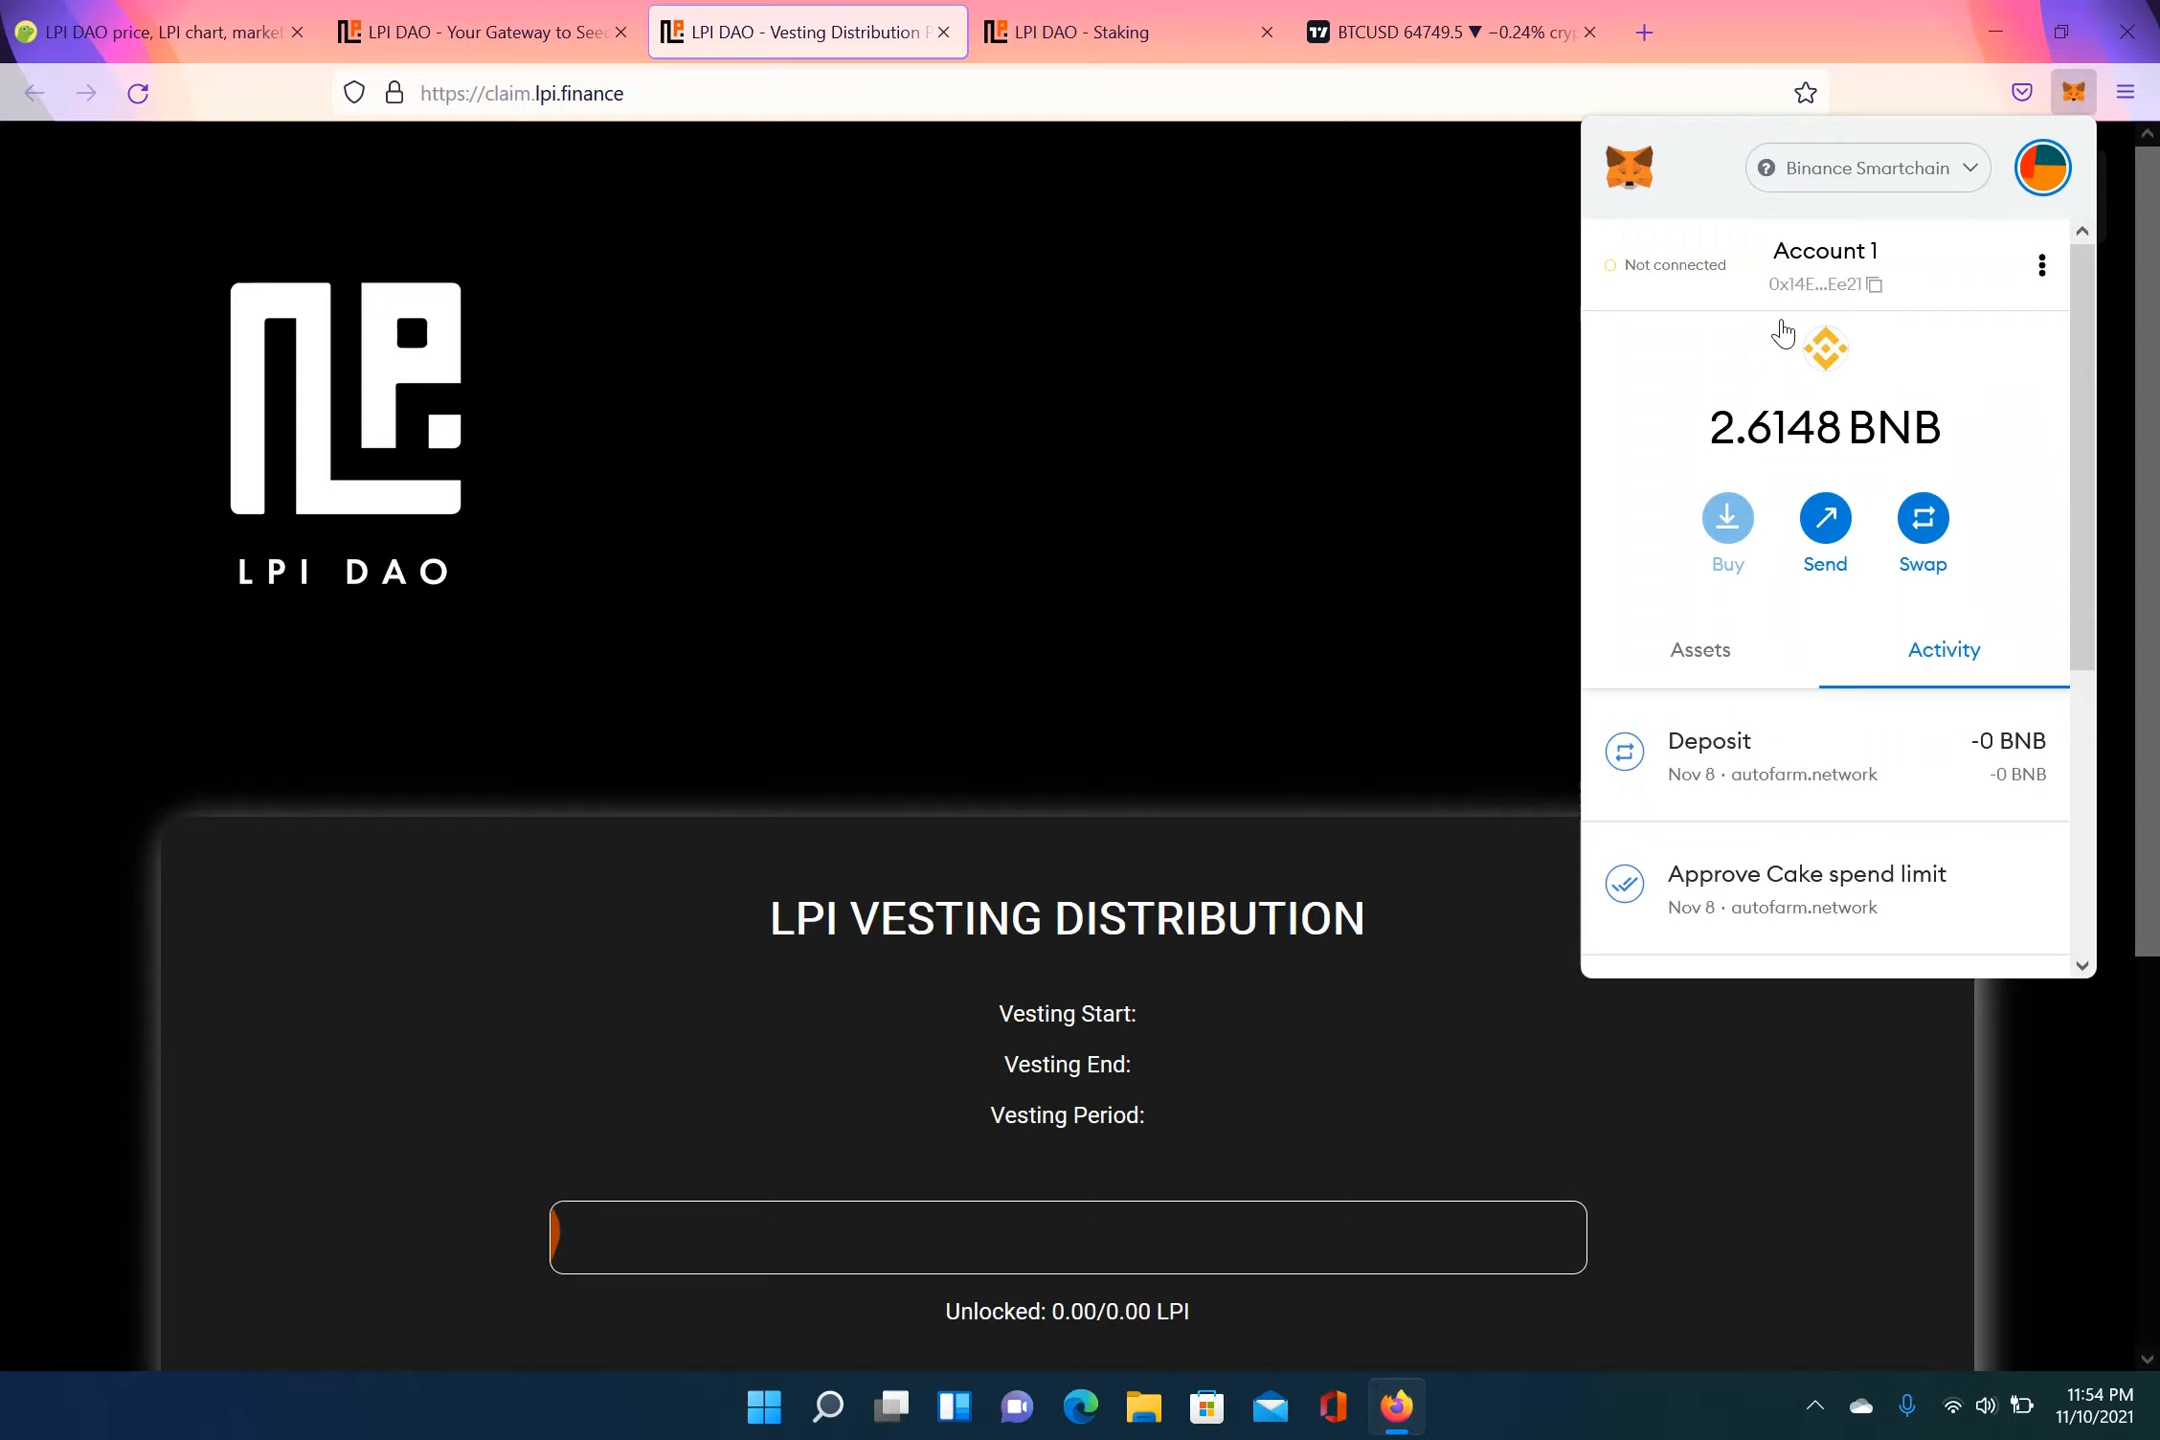 LPI DAO price, LPI chart, market
LPI DAO - Your Gateway to Seed
LPI DAO - Vesting Distribution P
LPI DAO - Staking
BTCUSD 64749.5 ▼ −0.24% cryp
https://claim.lpi.finance
Binance Smartchain
Not connected
Account 1
0x14E...Ee21
2.6148 BNB
Buy
Send
Swap
Assets
Activity
Deposit
-0 BNB
Nov 8 · autofarm.network
-0 BNB
Approve Cake spend limit
Nov 8 · autofarm.network
LPI DAO
LPI VESTING DISTRIBUTION
Vesting Start:
Vesting End:
Vesting Period:
Unlocked: 0.00/0.00 LPI
11:54 PM
11/10/2021